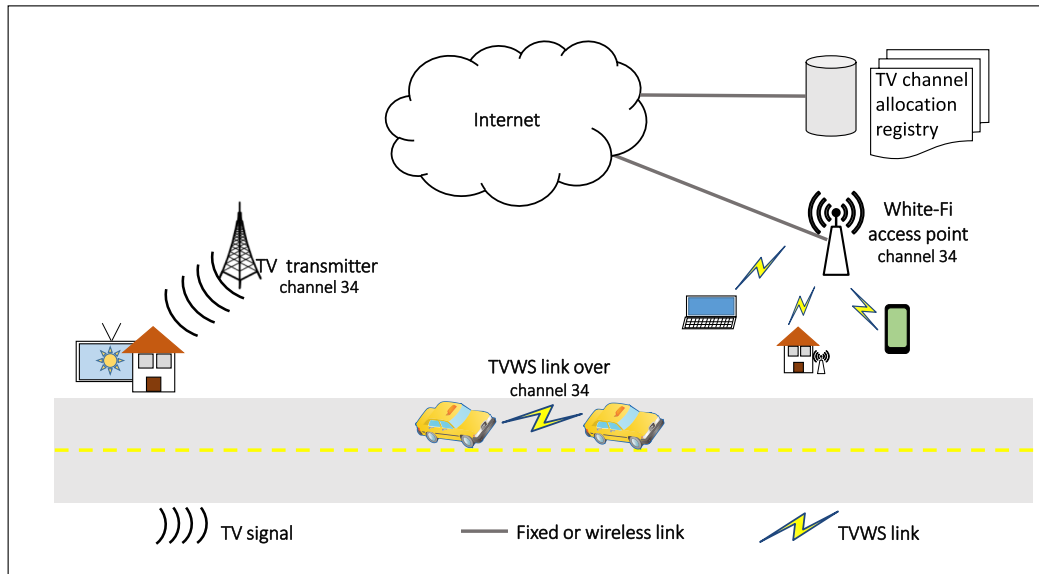 Internet
TV channel
allocation
registry
White-Fi
access point
channel 34
TV transmitter
channel 34
TVWS link over
channel 34
TV signal
Fixed or wireless link
TVWS link